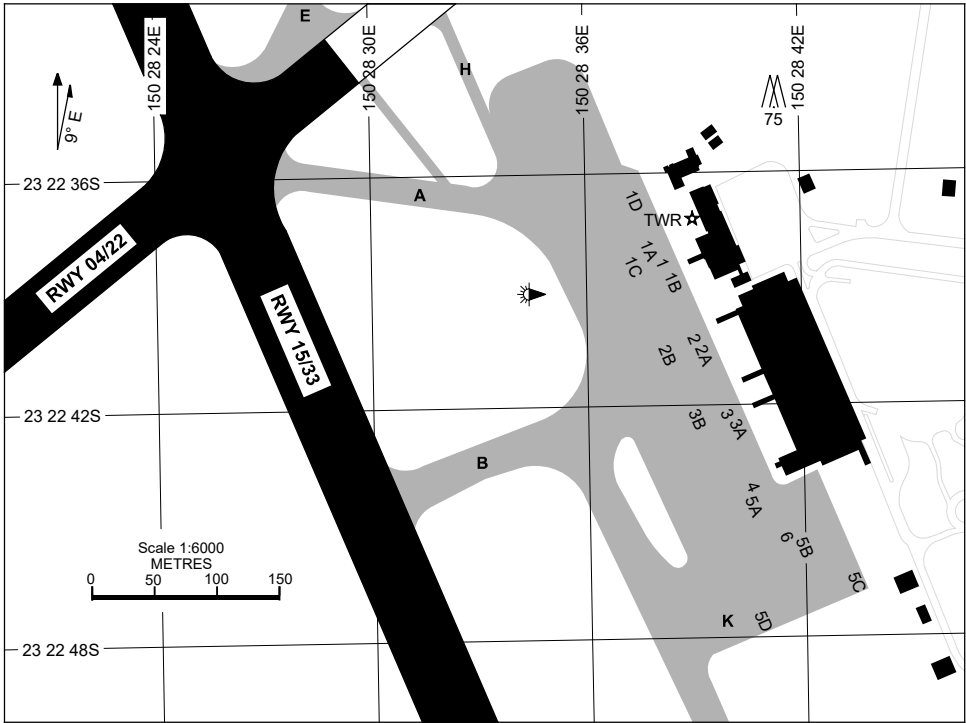 E
150 28 24E
150 28 30E
150 28 36E
150 28 42E
H
75
9° E
23 22 36S
A
1D
TWR
1A
1
1C
1B
RWY 04/22
RWY 15/33
2
2A
2B
23 22 42S
3B
3
3A
B
4
5A
6
5B
Scale 1:6000
METRES
0 50 100 150
5C
K
5D
23 22 48S